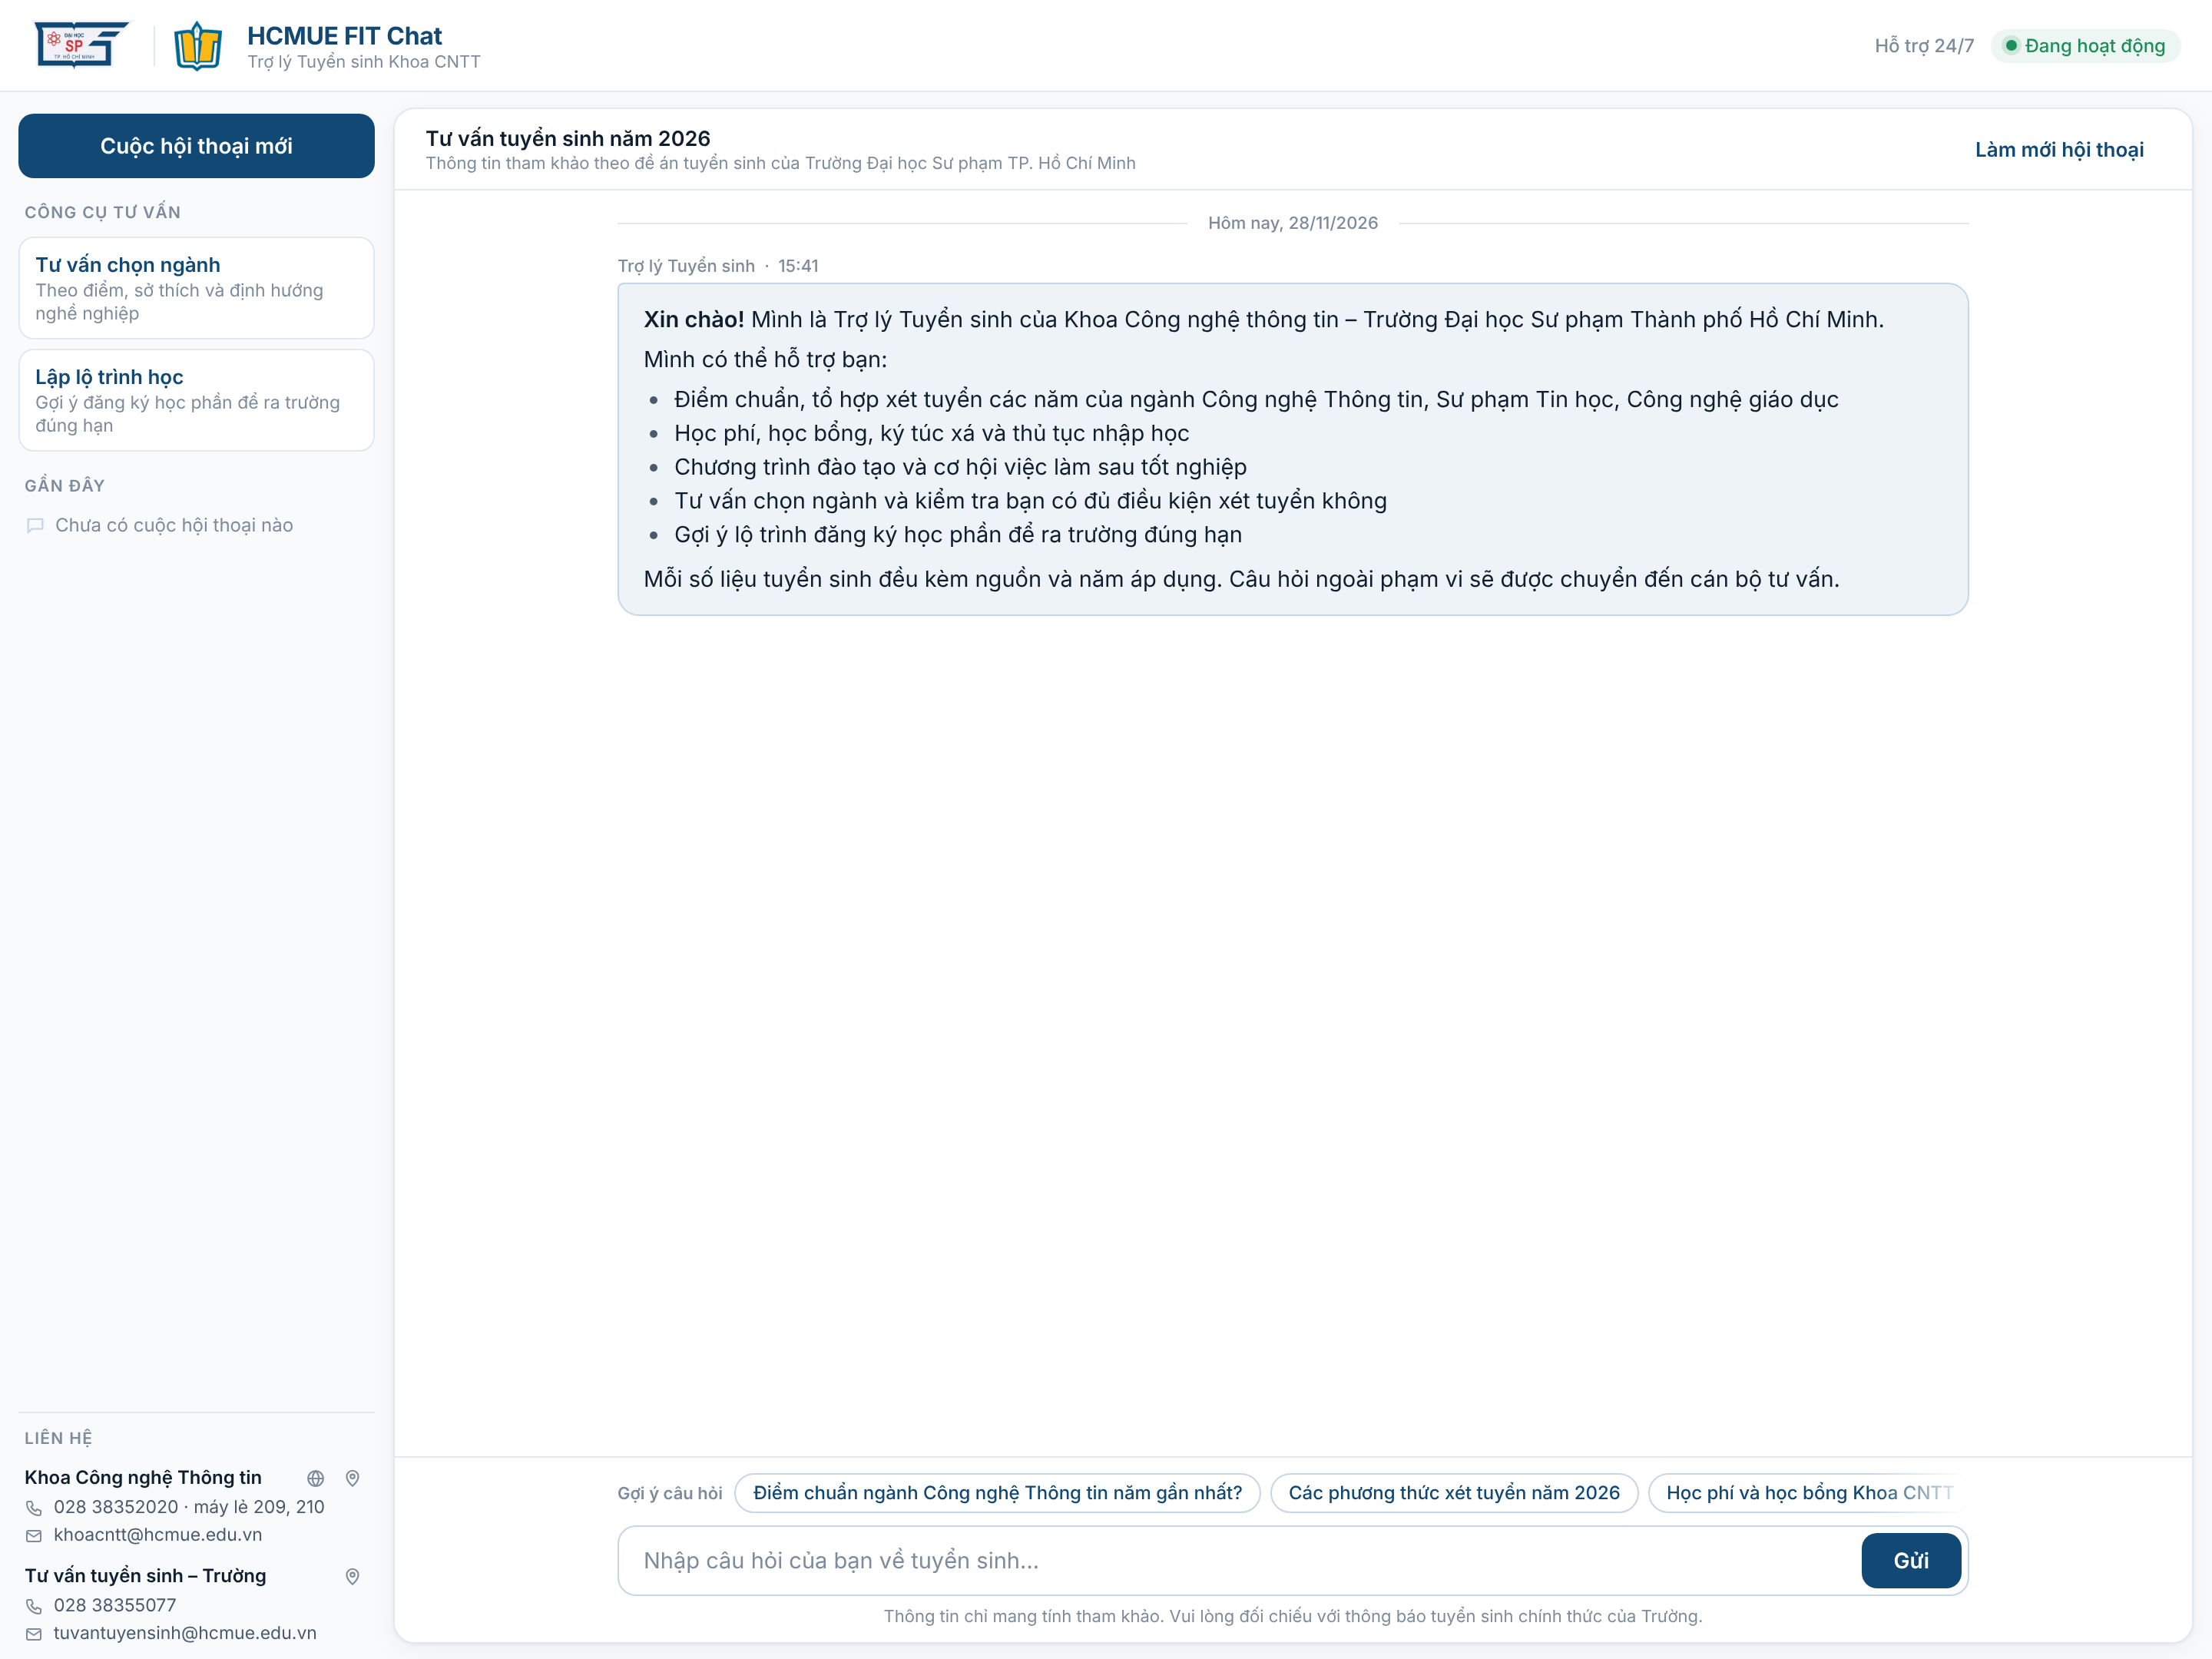 ĐẠI HỌC
SP
TP. HỒ CHÍ MINH
HCMUE FIT Chat
Trợ lý Tuyển sinh Khoa CNTT
Hỗ trợ 24/7
Đang hoạt động
Cuộc hội thoại mới
CÔNG CỤ TƯ VẤN
Tư vấn chọn ngành
Theo điểm, sở thích và định hướng
nghề nghiệp
Lập lộ trình học
Gợi ý đăng ký học phần để ra trường
đúng hạn
GẦN ĐÂY
Chưa có cuộc hội thoại nào
LIÊN HỆ
Khoa Công nghệ Thông tin
028 38352020 · máy lẻ 209, 210
khoacntt@hcmue.edu.vn
Tư vấn tuyển sinh – Trường
028 38355077
tuvantuyensinh@hcmue.edu.vn
Tư vấn tuyển sinh năm 2026
Thông tin tham khảo theo đề án tuyển sinh của Trường Đại học Sư phạm TP. Hồ Chí Minh
Làm mới hội thoại
Hôm nay, 28/11/2026
Trợ lý Tuyển sinh · 15:41
Xin chào! Mình là Trợ lý Tuyển sinh của Khoa Công nghệ thông tin – Trường Đại học Sư phạm Thành phố Hồ Chí Minh.
Mình có thể hỗ trợ bạn:
• Điểm chuẩn, tổ hợp xét tuyển các năm của ngành Công nghệ Thông tin, Sư phạm Tin học, Công nghệ giáo dục
• Học phí, học bổng, ký túc xá và thủ tục nhập học
• Chương trình đào tạo và cơ hội việc làm sau tốt nghiệp
• Tư vấn chọn ngành và kiểm tra bạn có đủ điều kiện xét tuyển không
• Gợi ý lộ trình đăng ký học phần để ra trường đúng hạn
Mỗi số liệu tuyển sinh đều kèm nguồn và năm áp dụng. Câu hỏi ngoài phạm vi sẽ được chuyển đến cán bộ tư vấn.
Gợi ý câu hỏi
Điểm chuẩn ngành Công nghệ Thông tin năm gần nhất?
Các phương thức xét tuyển năm 2026
Học phí và học bổng Khoa CNTT
Nhập câu hỏi của bạn về tuyển sinh...
Gửi
Thông tin chỉ mang tính tham khảo. Vui lòng đối chiếu với thông báo tuyển sinh chính thức của Trường.